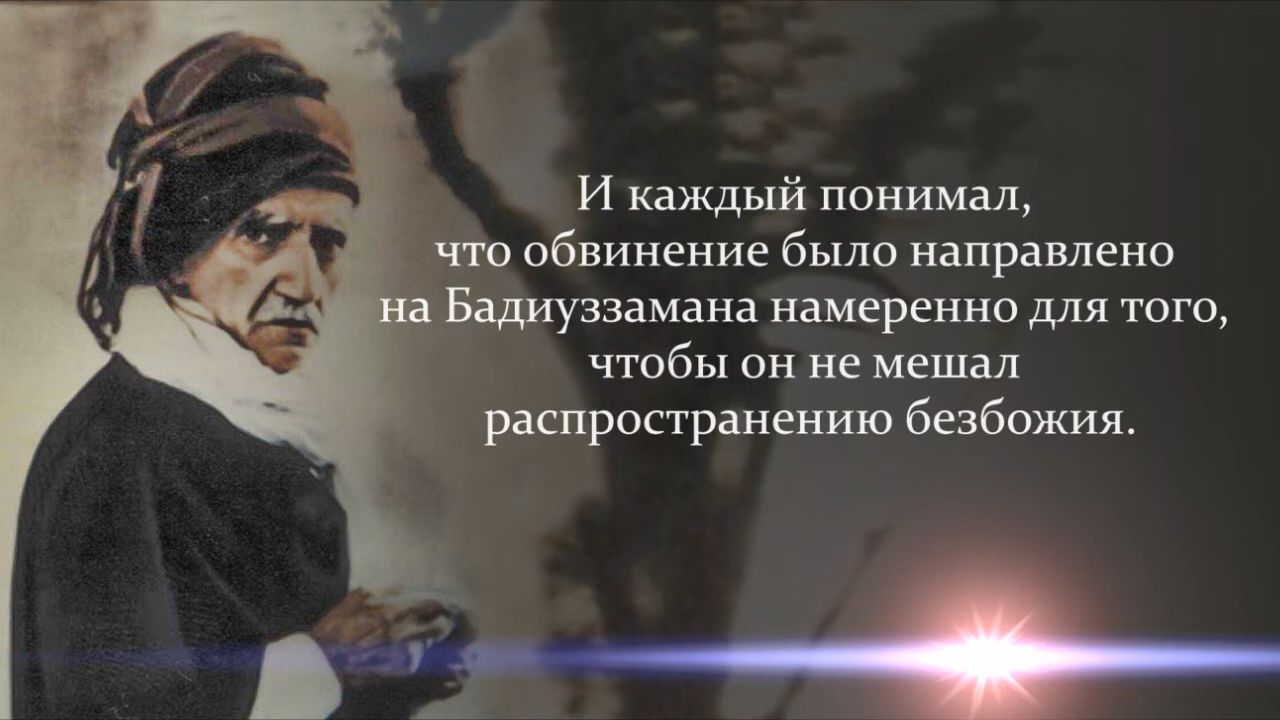 И каждый понимал,
что обвинение было направлено
на Бадиуззамана намеренно для того,
чтобы он не мешал
распространению безбожия.